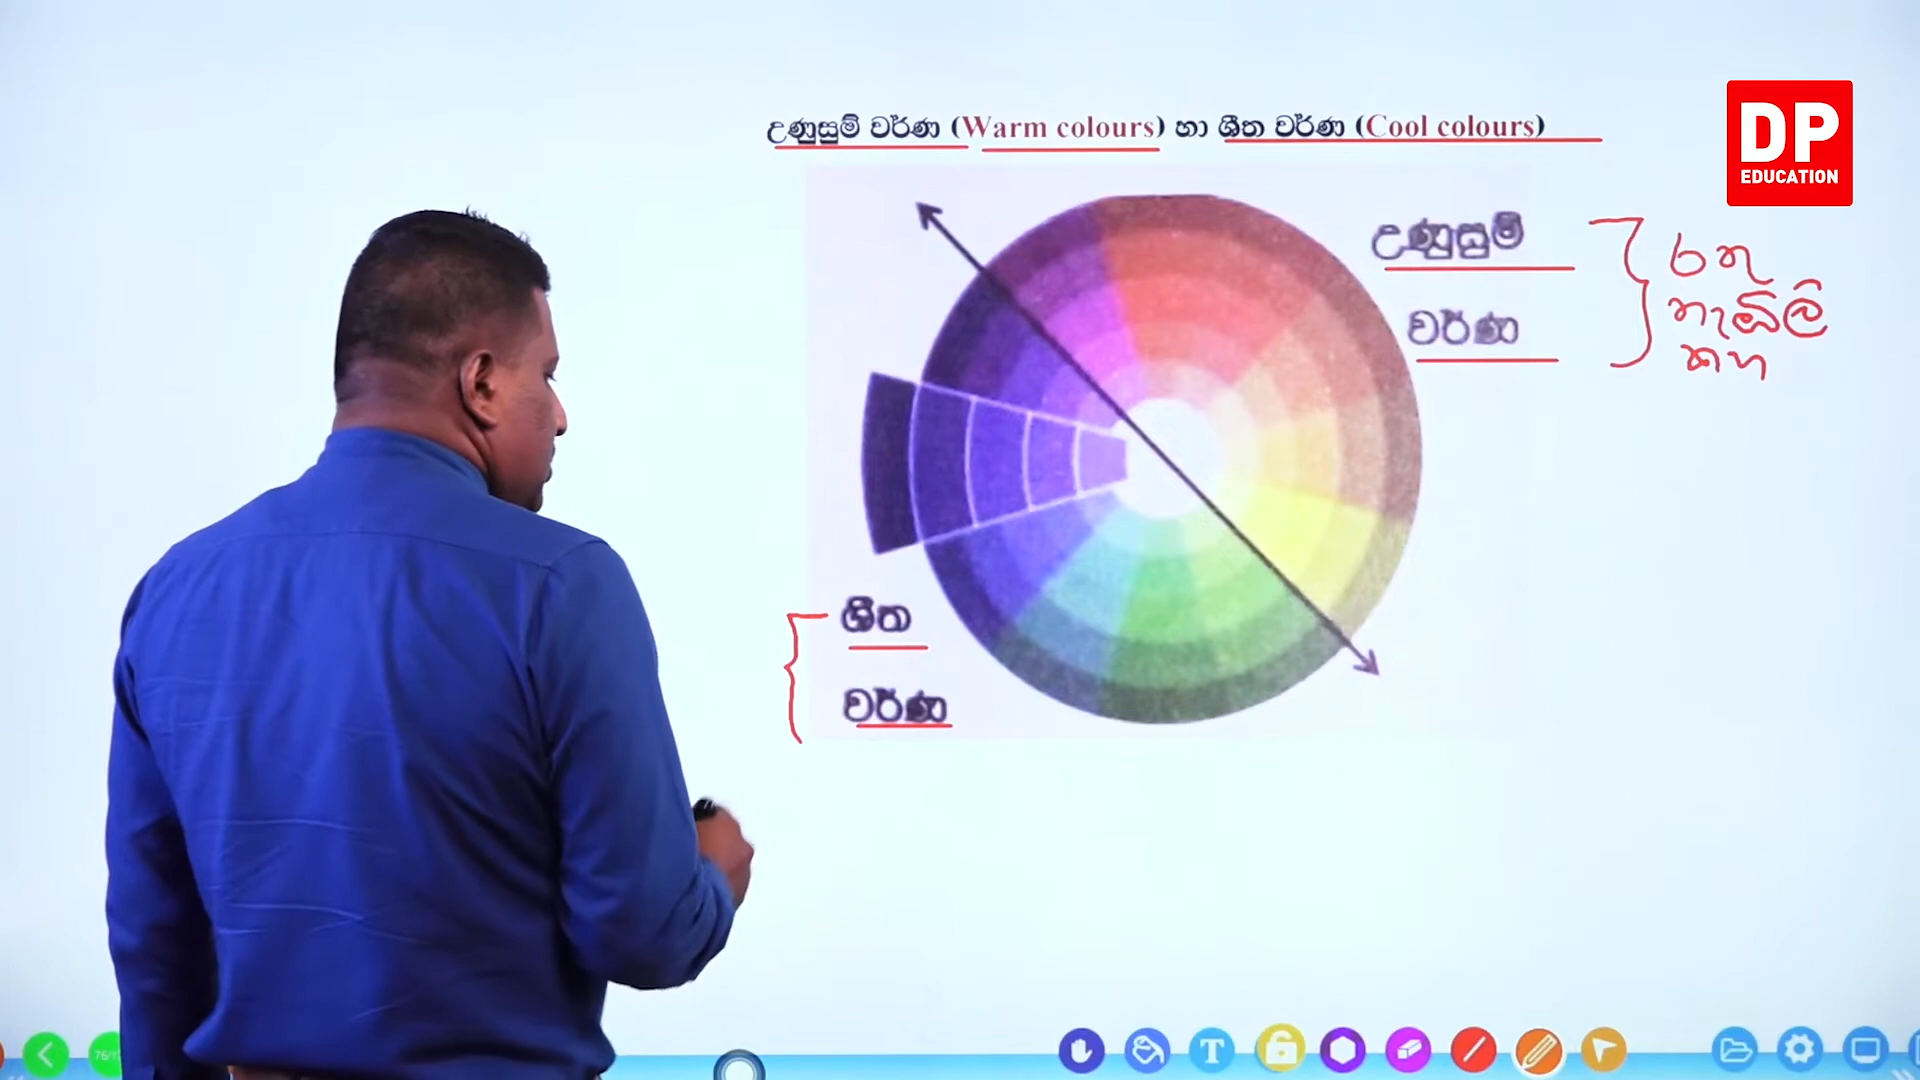 උණුසුම් වර්ණ (Warm colours) හා ශීත වර්ණ (Cool colours)
DP
EDUCATION
උණුසුම්
වර්ණ
රතු
තැඹිලි
කහ
ශීත
වර්ණ